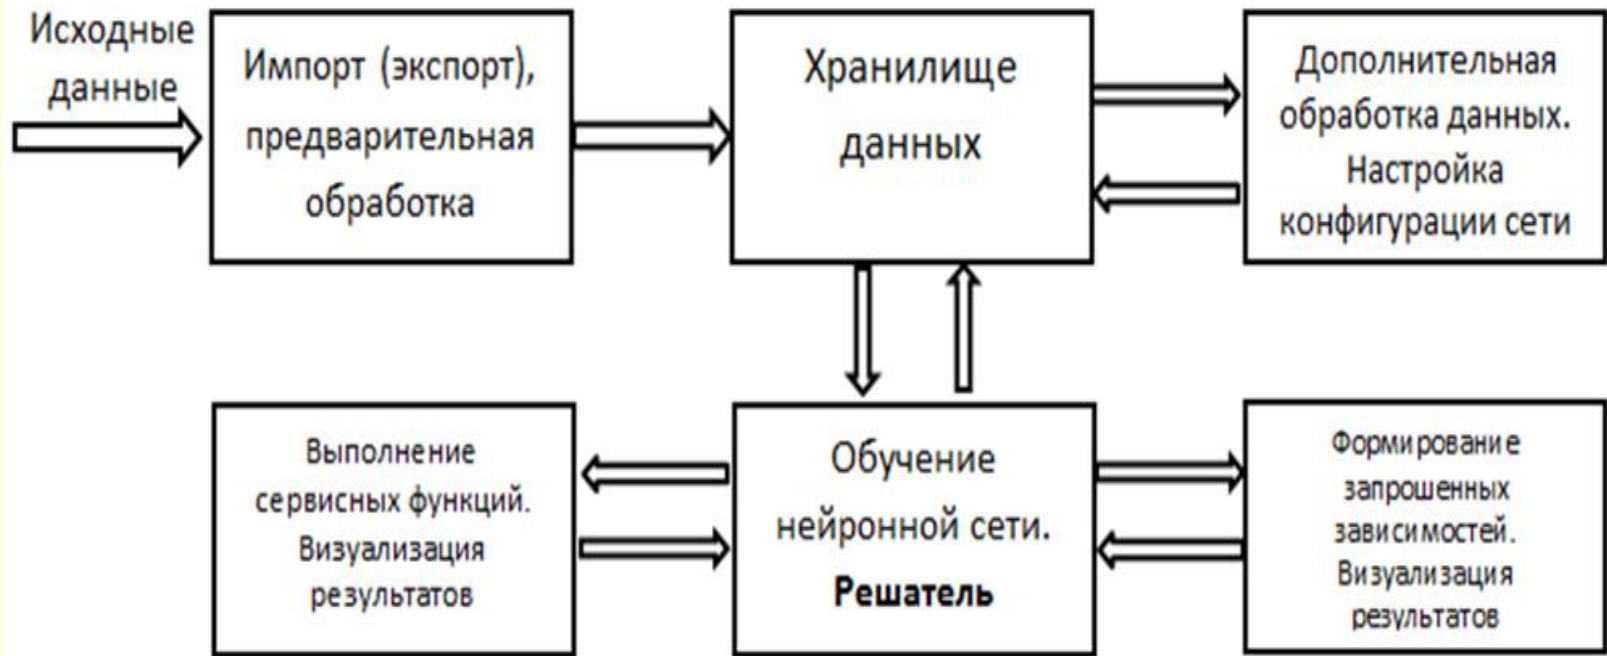 Исходные
данные
Импорт (экспорт),
предварительная
обработка
Хранилище
данных
Дополнительная
обработка данных.
Настройка
конфигурации сети
Выполнение
сервисных функций.
Визуализация
результатов
Обучение
нейронной сети.
Решатель
Формирование
запрошенных
зависимостей.
Визуализация
результатов